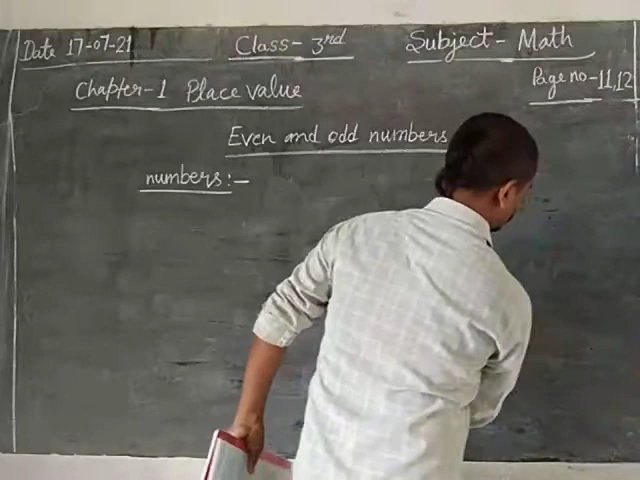 Date 17-07-21 Class- 3rd Subject- Math
Chapter-1 Place value Page no-11,12
Even and odd numbers
numbers:-